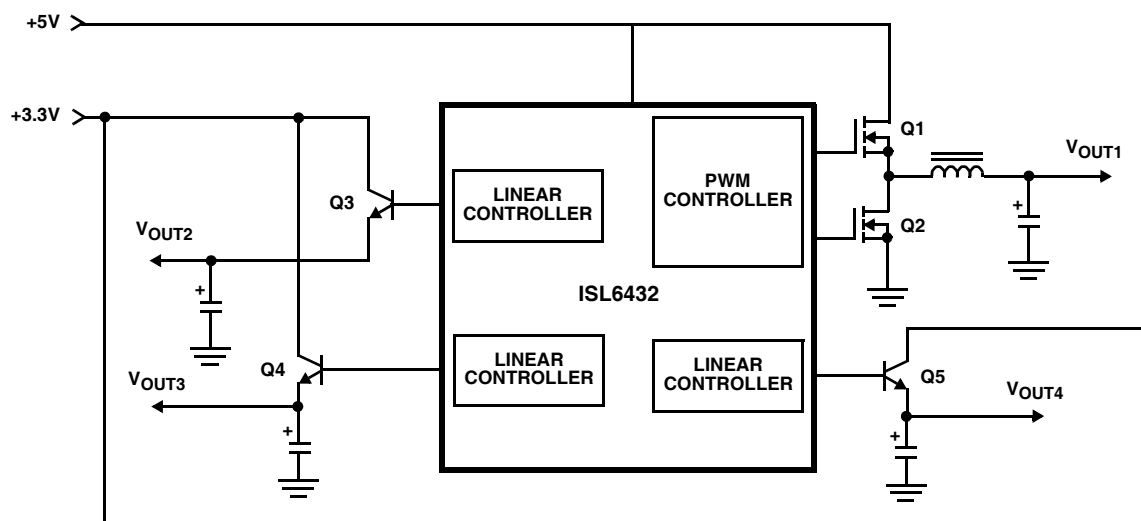 +5V
+3.3V
Q1
VOUT1
LINEAR
CONTROLLER
PWM
CONTROLLER
Q3
Q2
VOUT2
+
+
ISL6432
Q4
LINEAR
CONTROLLER
LINEAR
CONTROLLER
Q5
VOUT3
VOUT4
+
+